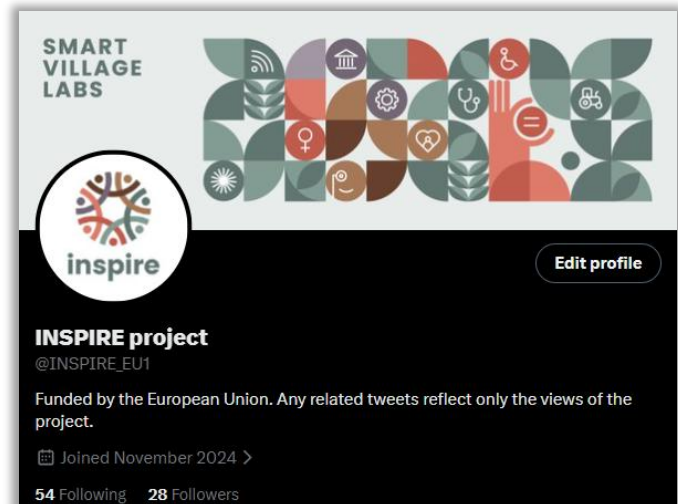 SMART
VILLAGE
LABS
inspire
Edit profile
INSPIRE project
@INSPIRE_EU1
Funded by the European Union. Any related tweets reflect only the views of the
project.
Joined November 2024 >
54 Following 28 Followers